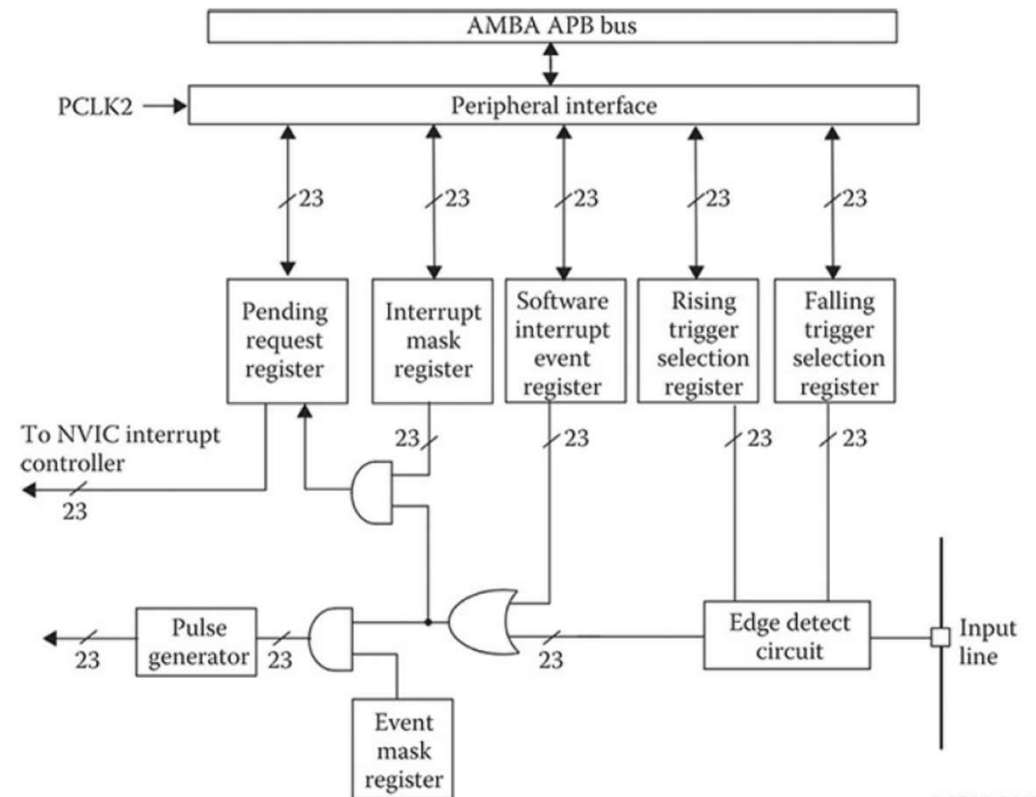 AMBA APB bus
PCLK2
Peripheral interface
23
23
23
23
23
Pending
request
register
Interrupt
mask
register
Software
interrupt
event
register
Rising
trigger
selection
register
Falling
trigger
selection
register
To NVIC interrupt
controller
23
23
23
23
23
23
23
23
23
Pulse
generator
Edge detect
circuit
Input
line
Event
mask
register